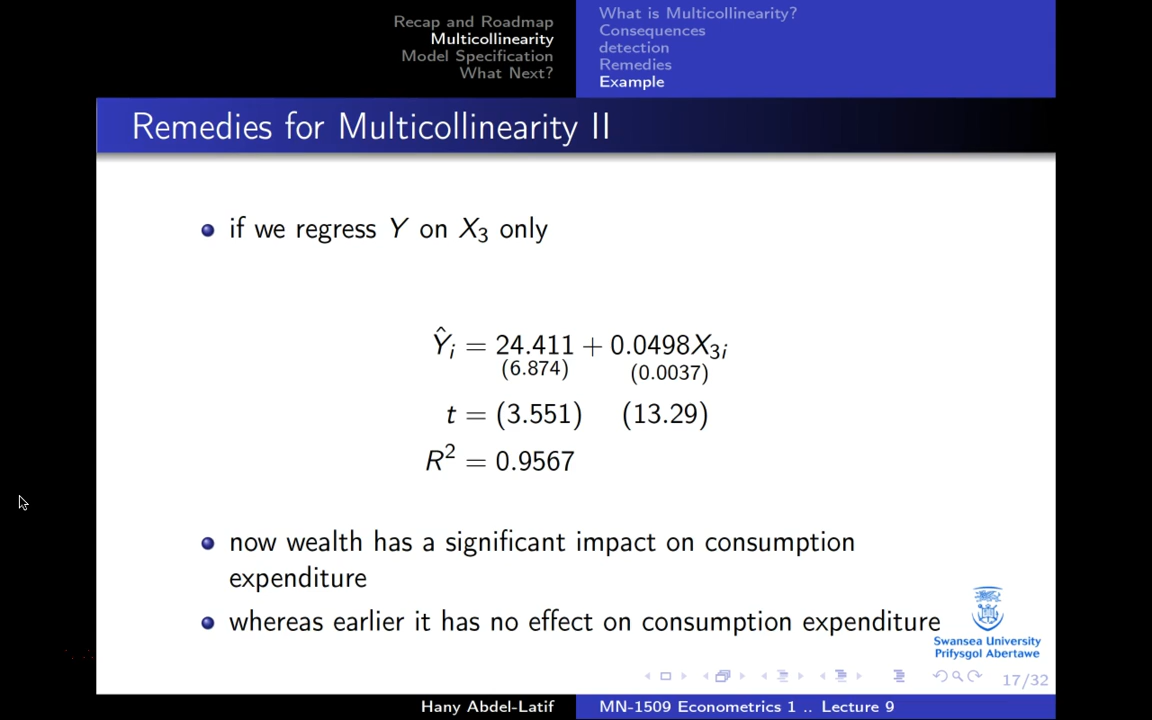 Recap and Roadmap
Multicollinearity
Model Specification
What Next?
What is Multicollinearity?
Consequences
detection
Remedies
Example
Remedies for Multicollinearity II
if we regress Y on X₃ only
Ŷᵢ = 24.411 + 0.0498X₃ᵢ
(6.874) (0.0037)
t = (3.551) (13.29)
R² = 0.9567
now wealth has a significant impact on consumption
expenditure
whereas earlier it has no effect on consumption expenditure
Swansea University
Prifysgol Abertawe
17/32
Hany Abdel-Latif
MN-1509 Econometrics 1 .. Lecture 9